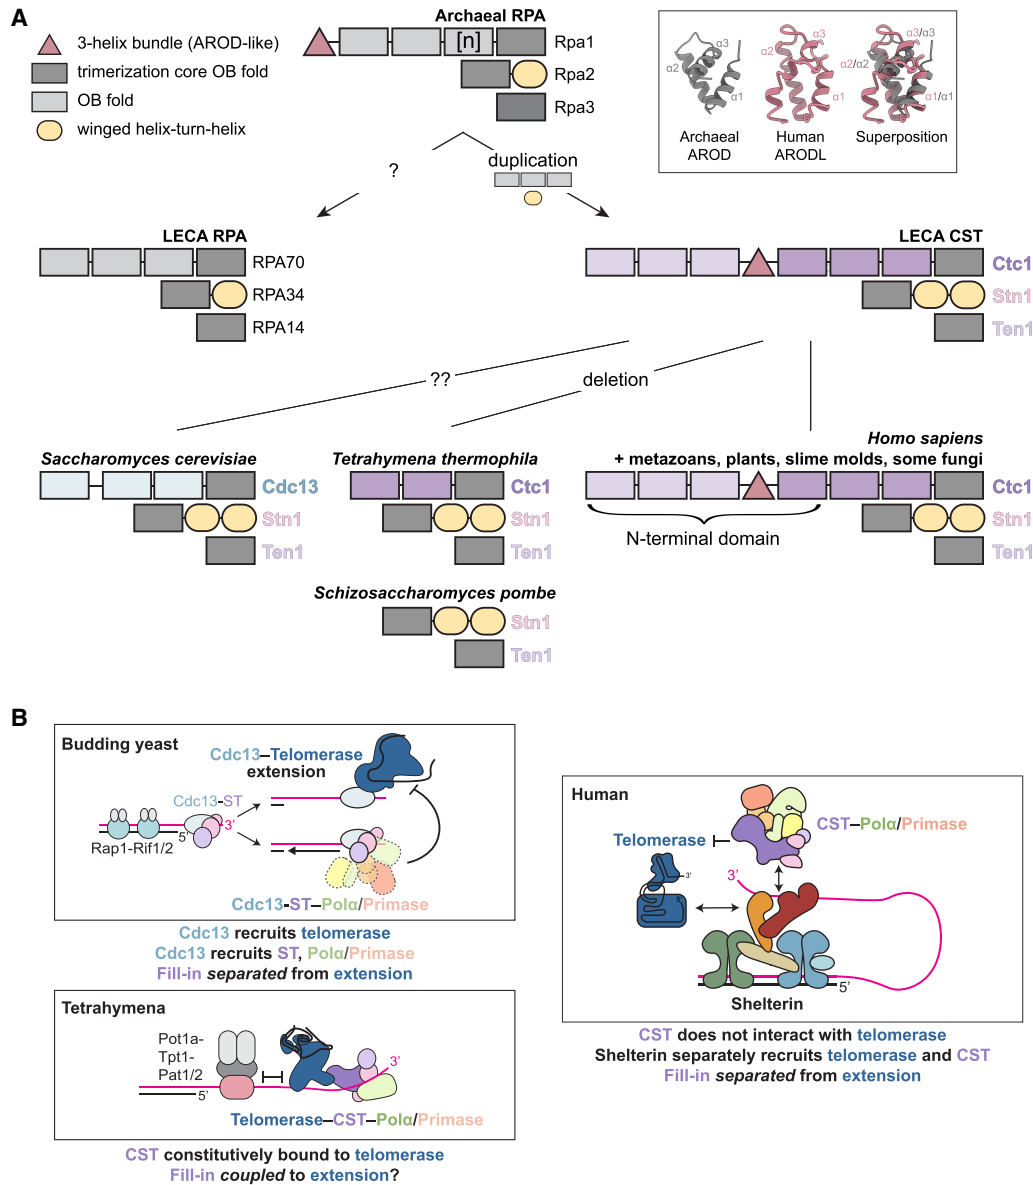 A
3-helix bundle (AROD-like)
trimerization core OB fold
OB fold
winged helix-turn-helix
Archaeal RPA
[n]
Rpa1
Rpa2
Rpa3
α3
α2
α1
Archaeal
AROD
α3
α2
α1
Human
ARODL
α3/α3
α2/α2
α1/α1
Superposition
?
duplication
LECA RPA
RPA70
RPA34
RPA14
LECA CST
Ctc1
Stn1
Ten1
??
deletion
Saccharomyces cerevisiae
Cdc13
Stn1
Ten1
Tetrahymena thermophila
Ctc1
Stn1
Ten1
Homo sapiens
+ metazoans, plants, slime molds, some fungi
Ctc1
Stn1
Ten1
N-terminal domain
Schizosaccharomyces pombe
Stn1
Ten1
B
Budding yeast
Cdc13–Telomerase
extension
Cdc13-ST
3'
5'
Rap1-Rif1/2
Cdc13-ST–Polα/Primase
Cdc13 recruits telomerase
Cdc13 recruits ST, Polα/Primase
Fill-in separated from extension
Tetrahymena
Pot1a-
Tpt1-
Pat1/2
3'
5'
Telomerase–CST–Polα/Primase
CST constitutively bound to telomerase
Fill-in coupled to extension?
Human
CST–Polα/Primase
Telomerase
3'
3'
5'
5'
Shelterin
CST does not interact with telomerase
Shelterin separately recruits telomerase and CST
Fill-in separated from extension